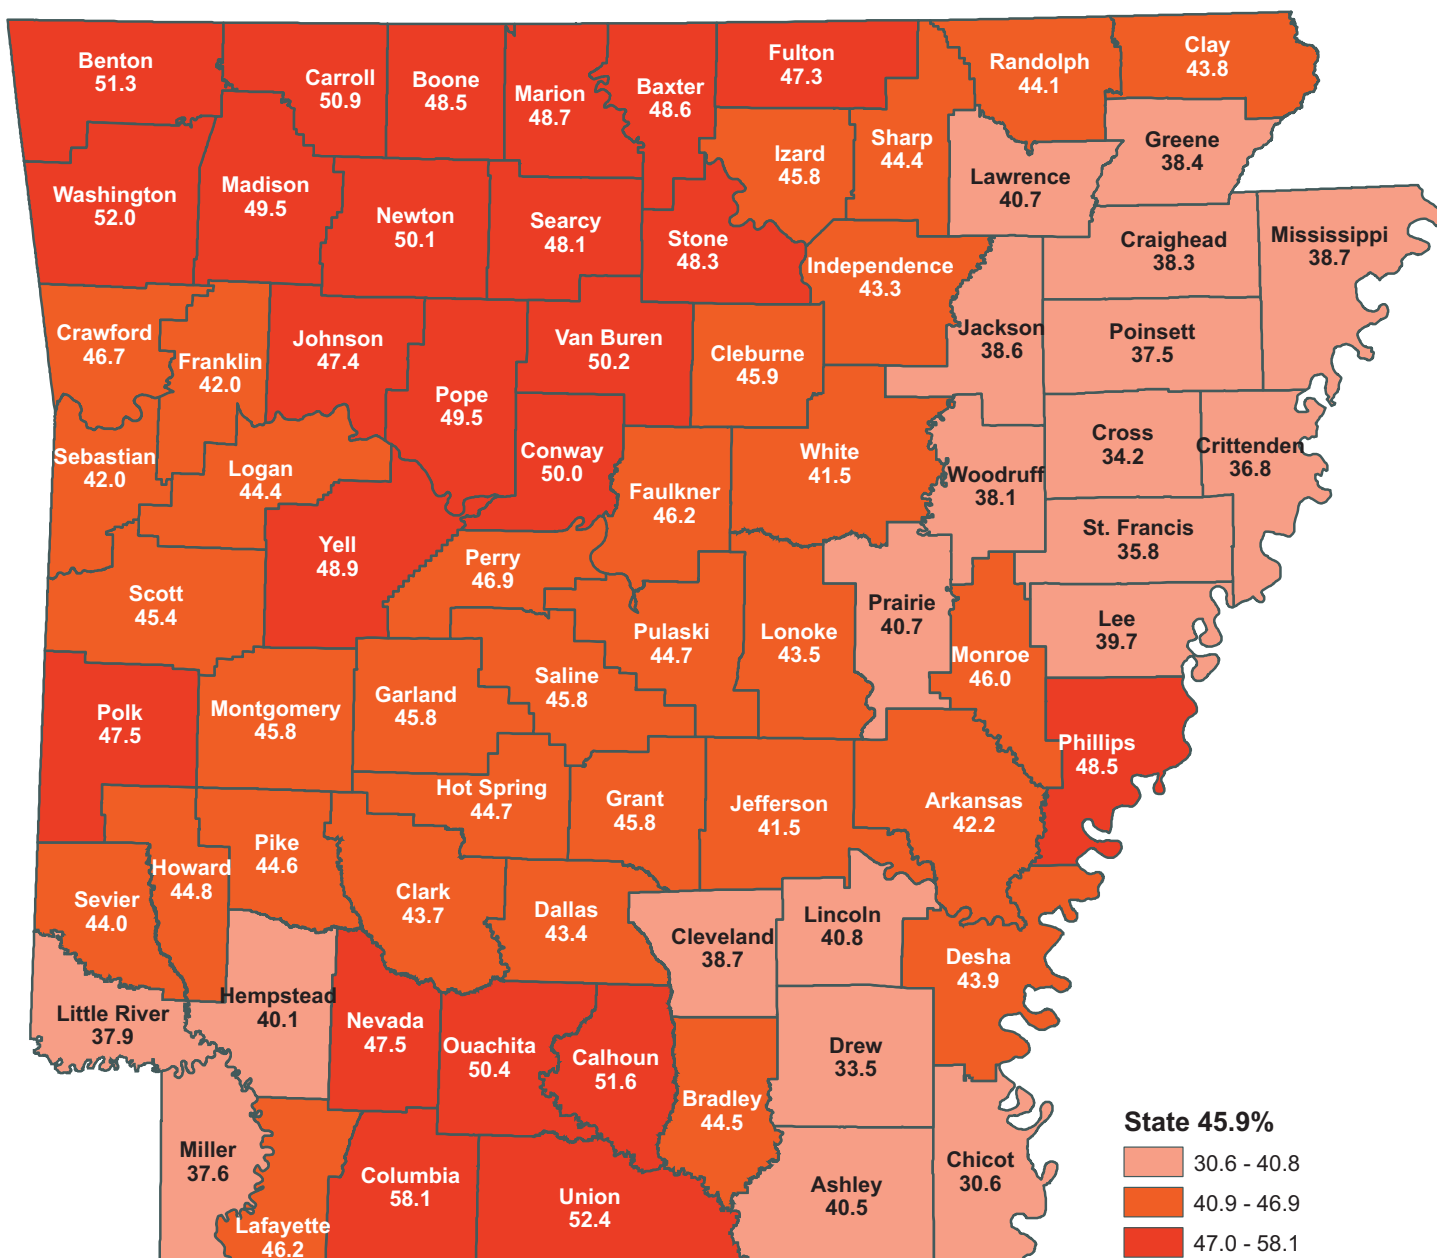 Benton
51.3
Carroll
50.9
Boone
48.5
Marion
48.7
Baxter
48.6
Fulton
47.3
Randolph
44.1
Clay
43.8
Sharp
44.4
Izard
45.8
Greene
38.4
Lawrence
40.7
Washington
52.0
Madison
49.5
Newton
50.1
Searcy
48.1
Stone
48.3
Independence
43.3
Craighead
38.3
Mississippi
38.7
Crawford
46.7
Franklin
42.0
Johnson
47.4
Pope
49.5
Van Buren
50.2
Cleburne
45.9
Jackson
38.6
Poinsett
37.5
Sebastian
42.0
Logan
44.4
Conway
50.0
Faulkner
46.2
White
41.5
Woodruff
38.1
Cross
34.2
Crittenden
36.8
St. Francis
35.8
Scott
45.4
Yell
48.9
Perry
46.9
Pulaski
44.7
Lonoke
43.5
Prairie
40.7
Monroe
46.0
Lee
39.7
Polk
47.5
Montgomery
45.8
Garland
45.8
Saline
45.8
Phillips
48.5
Hot Spring
44.7
Grant
45.8
Jefferson
41.5
Arkansas
42.2
Sevier
44.0
Howard
44.8
Pike
44.6
Clark
43.7
Dallas
43.4
Cleveland
38.7
Lincoln
40.8
Desha
43.9
Little River
37.9
Hempstead
40.1
Nevada
47.5
Ouachita
50.4
Calhoun
51.6
Bradley
44.5
Drew
33.5
Miller
37.6
Lafayette
46.2
Columbia
58.1
Union
52.4
Ashley
40.5
Chicot
30.6
State 45.9%
30.6 - 40.8
40.9 - 46.9
47.0 - 58.1